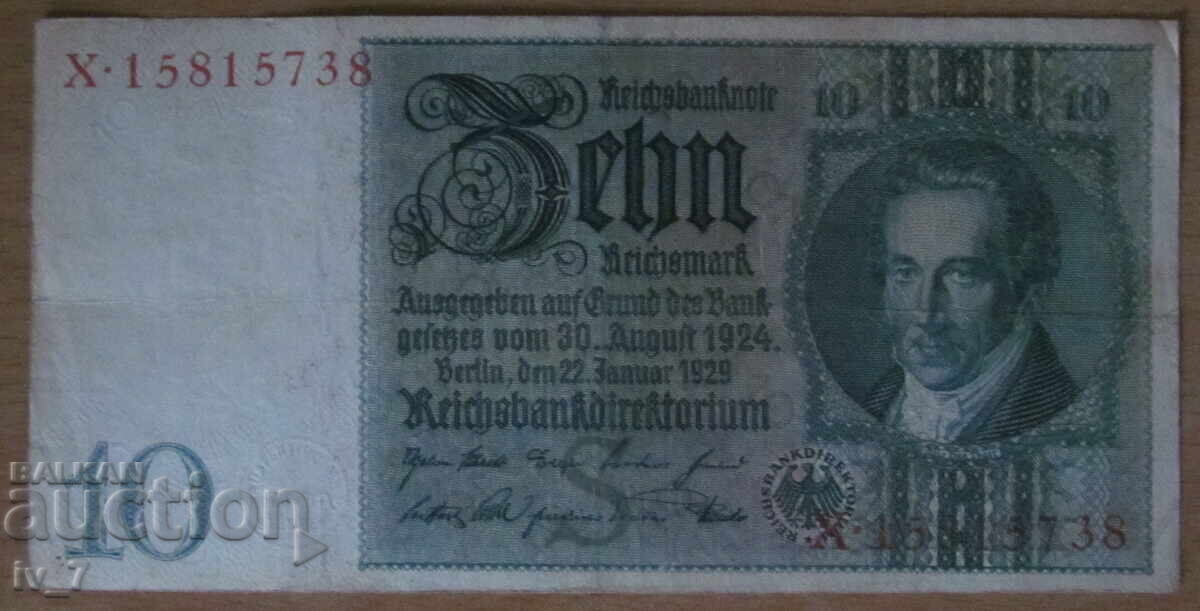 X·15815738
Reichsbanknote
10 10
Zehn
Reichsmark
Ausgegeben auf Grund des Bank-
gesetzes vom 30. August 1924.
Berlin, den 22. Januar 1929
Reichsbankdirektorium
S
REICHSBANKDIREKTORIUM
X·15815738
10
BALKAN
auction
iv_7